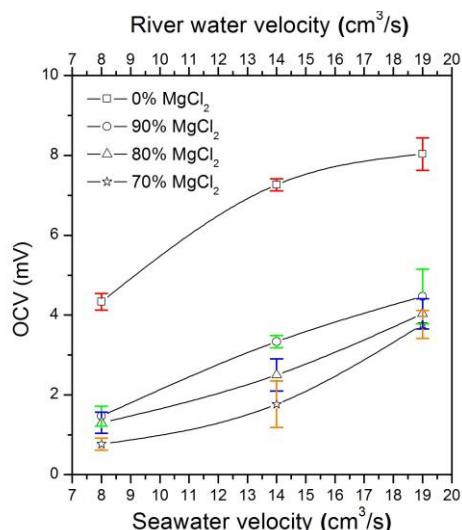 River water velocity (cm³/s)
7 8 9 10 11 12 13 14 15 16 17 18 19 20
10
0% MgCl₂
90% MgCl₂
80% MgCl₂
70% MgCl₂
8
6
OCV (mV)
4
2
0
7 8 9 10 11 12 13 14 15 16 17 18 19 20
Seawater velocity (cm³/s)